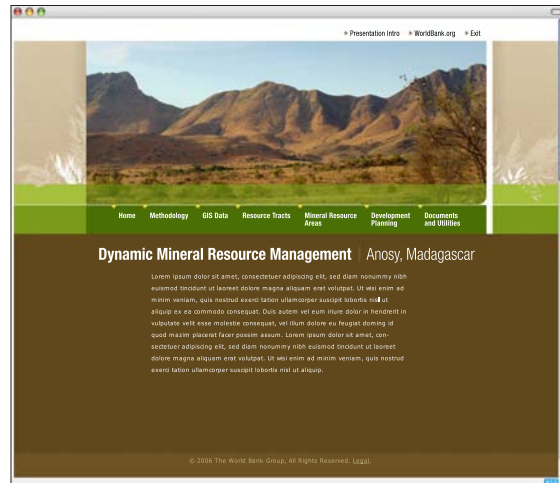 Presentation Intro
WorldBank.org
Exit
Home
Methodology
GIS Data
Resource Tracts
Mineral Resource
Areas
Development
Planning
Documents
and Utilities
Dynamic Mineral Resource Management | Anosy, Madagascar
Lorem ipsum dolor sit amet, consectetuer adipiscing elit, sed diam nonummy nibh
euismod tincidunt ut laoreet dolore magna aliquam erat volutpat. Ut wisi enim ad
minim veniam, quis nostrud exerci tation ullamcorper suscipit lobortis nisl ut
aliquip ex ea commodo consequat. Duis autem vel eum iriure dolor in hendrerit in
vulputate velit esse molestie consequat, vel illum dolore eu feugiat doming id
quod mazim placerat facer possim assum. Lorem ipsum dolor sit amet, con-
sectetuer adipiscing elit, sed diam nonummy nibh euismod tincidunt ut laoreet
dolore magna aliquam erat volutpat. Ut wisi enim ad minim veniam, quis nostrud
exerci tation ullamcorper suscipit lobortis nisl ut aliquip.
© 2006 The World Bank Group, All Rights Reserved. Legal.